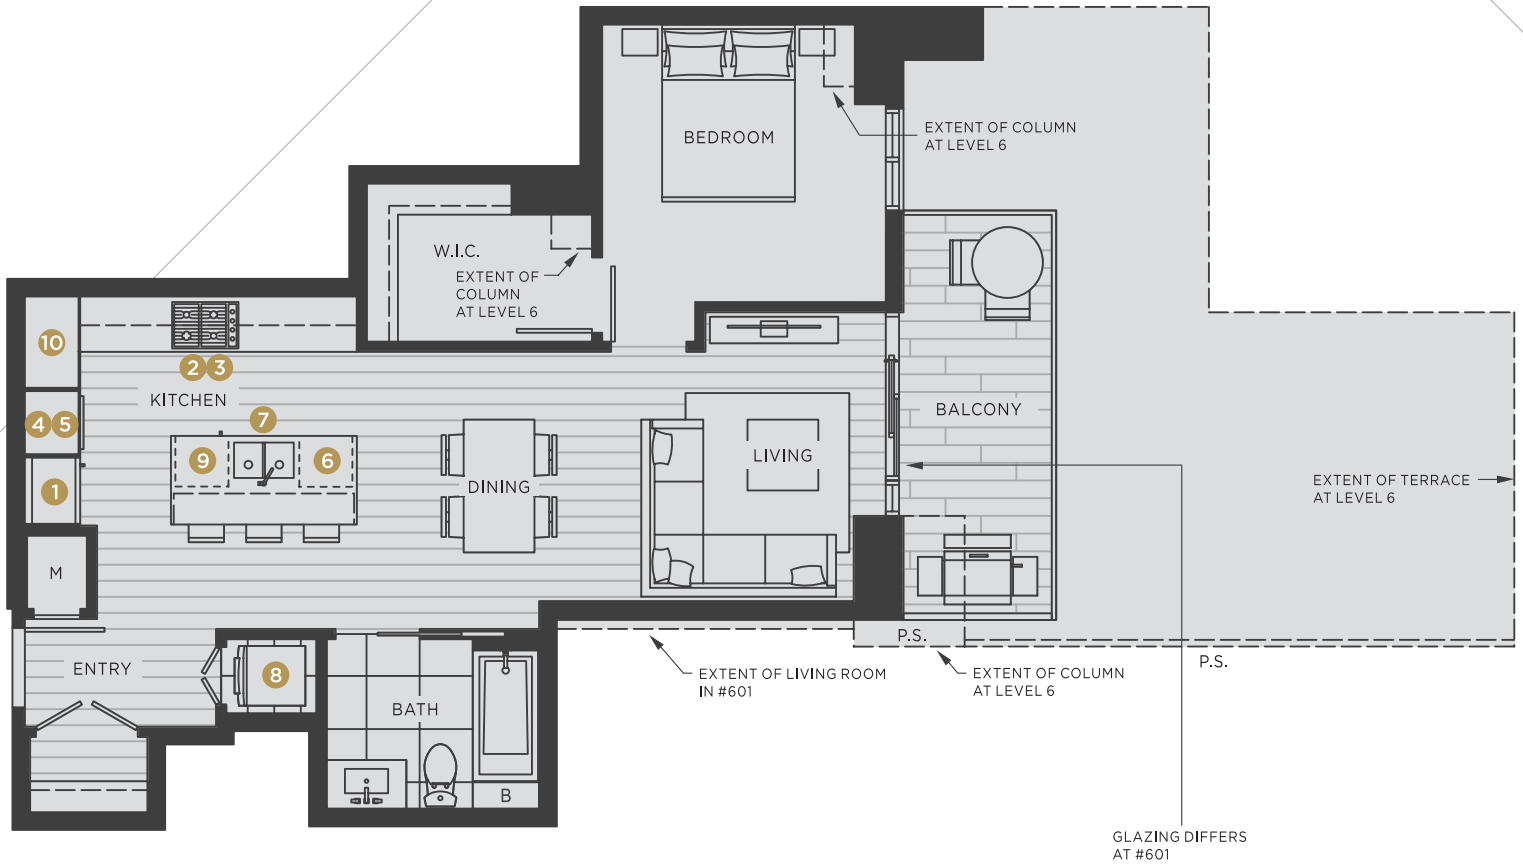 BEDROOM
EXTENT OF COLUMN
AT LEVEL 6
W.I.C.
EXTENT OF
COLUMN
AT LEVEL 6
10
2 3
KITCHEN
4 5
7
9
6
1
DINING
LIVING
BALCONY
EXTENT OF TERRACE
AT LEVEL 6
M
ENTRY
8
BATH
B
EXTENT OF LIVING ROOM
IN #601
P.S.
EXTENT OF COLUMN
AT LEVEL 6
P.S.
GLAZING DIFFERS
AT #601